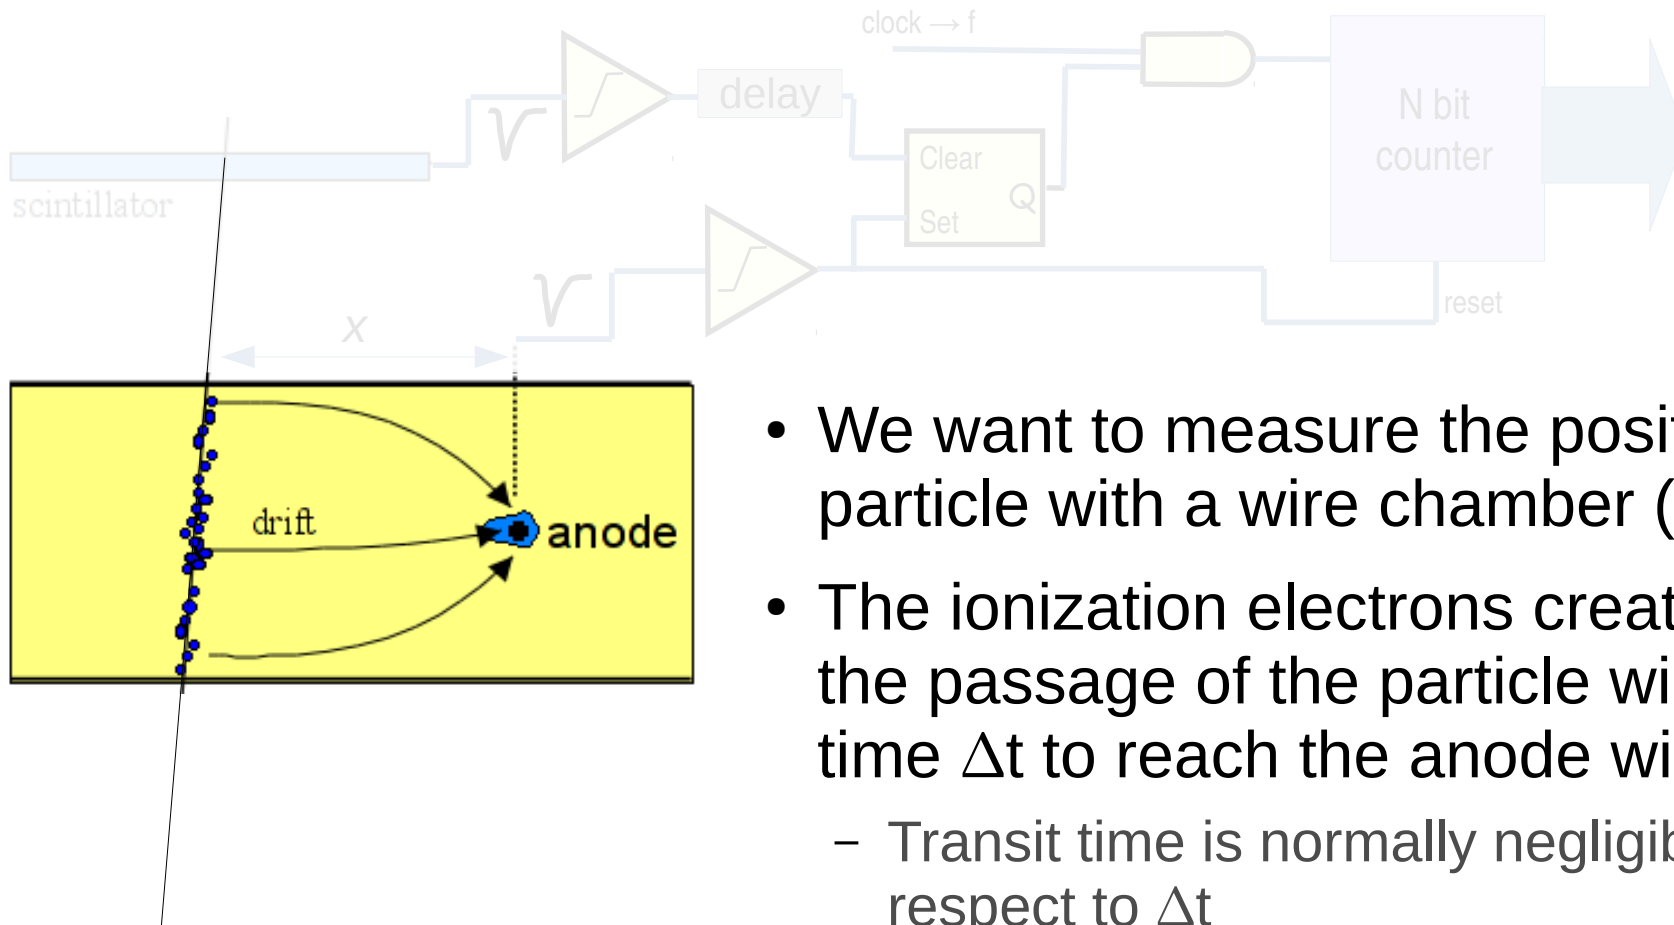 clock → f
delay
N bit
counter
Clear
Q
Set
scintillator
reset
x
drift
anode
• We want to measure the posit
particle with a wire chamber (
• The ionization electrons creat
the passage of the particle wi
time Δt to reach the anode wi
– Transit time is normally negligib
respect to Δt